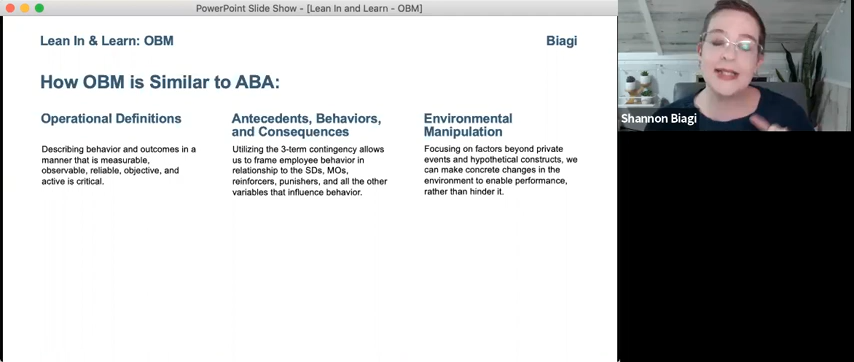 PowerPoint Slide Show - [Lean In and Learn - OBM]
Lean In & Learn: OBM
Biagi
How OBM is Similar to ABA:
Operational Definitions
Describing behavior and outcomes in a
manner that is measurable,
observable, reliable, objective, and
active is critical.
Antecedents, Behaviors,
and Consequences
Utilizing the 3-term contingency allows
us to frame employee behavior in
relationship to the SDs, MOs,
reinforcers, punishers, and all the other
variables that influence behavior.
Environmental
Manipulation
Focusing on factors beyond private
events and hypothetical constructs, we
can make concrete changes in the
environment to enable performance,
rather than hinder it.
Shannon Biagi